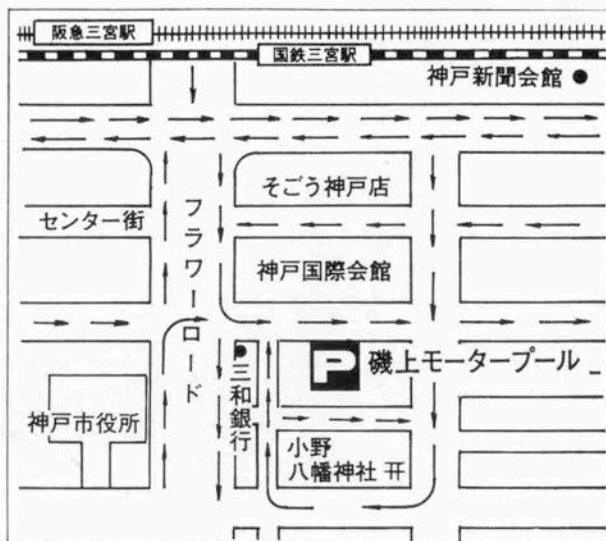 阪急三宮駅
国鉄三宮駅
神戸新聞会館
そごう神戸店
センター街
フラワーロード
神戸国際会館
P 磯上モータープール
三和銀行
神戸市役所
小野
八幡神社